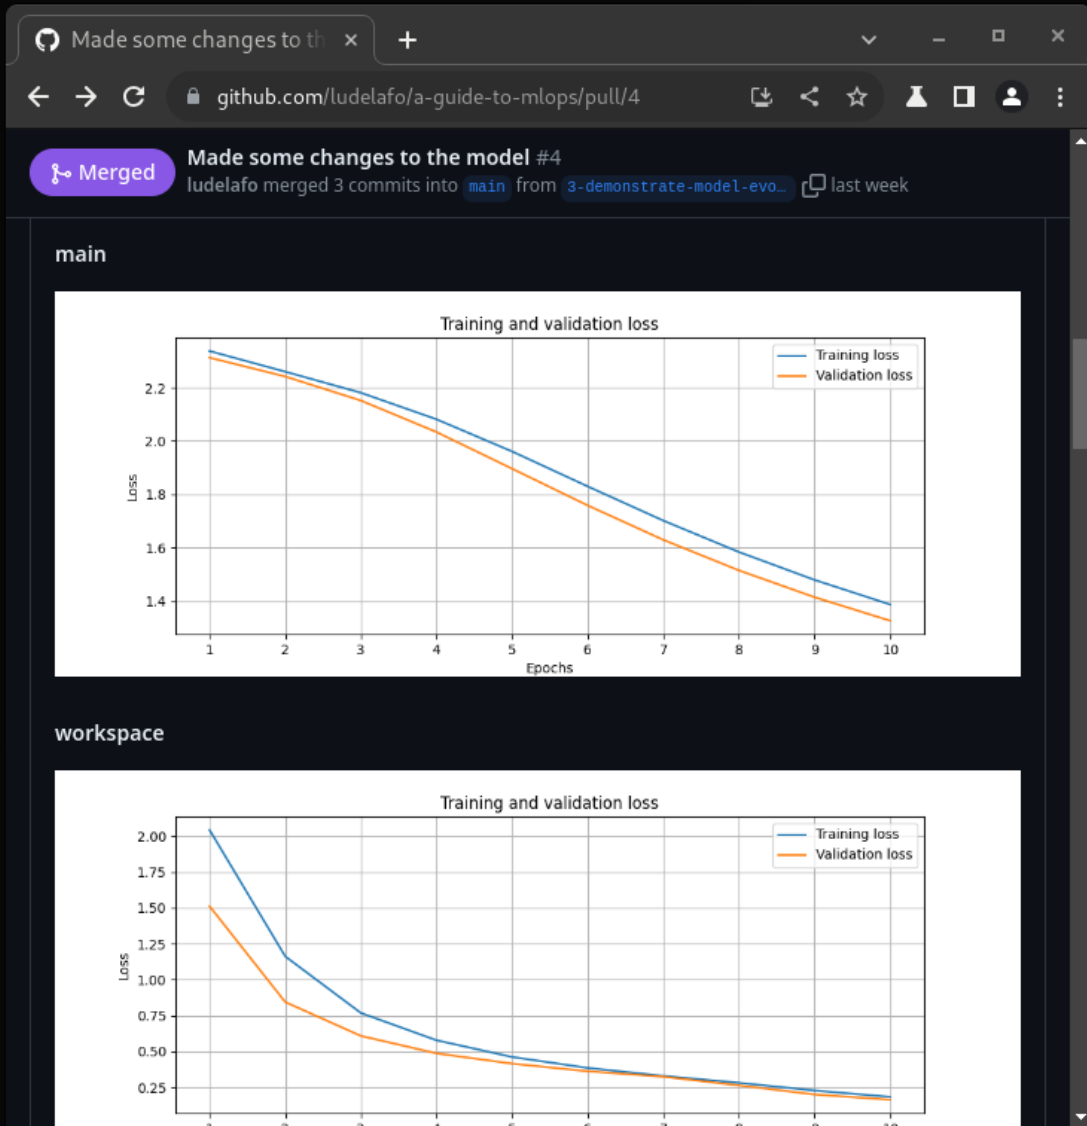 Made some changes to th
github.com/ludelafo/a-guide-to-mlops/pull/4
Merged
Made some changes to the model #4
ludelafo merged 3 commits into main from 3-demonstrate-model-evo… last week
main
Training and validation loss
Training loss
Validation loss
2.2
2.0
1.8
1.6
1.4
Loss
1 2 3 4 5 6 7 8 9 10
Epochs
workspace
Training and validation loss
Training loss
Validation loss
2.00
1.75
1.50
1.25
1.00
0.75
0.50
0.25
Loss